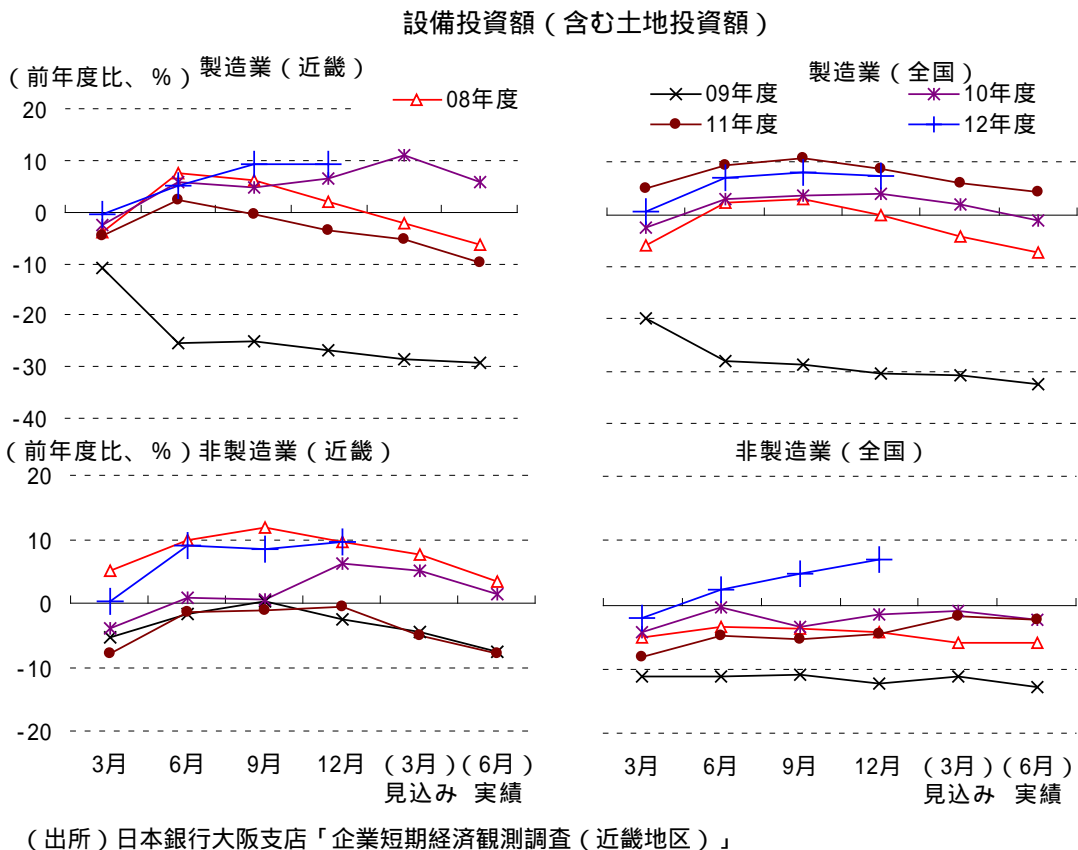 設備投資額（含む土地投資額）
（前年度比、％）
製造業（近畿）
製造業（全国）
08年度
09年度
10年度
11年度
12年度
20
10
0
-10
-20
-30
-40
（前年度比、％）
非製造業（近畿）
非製造業（全国）
20
10
0
-10
-20
3月 6月 9月 12月 （3月） （6月）
見込み 実績
3月 6月 9月 12月 （3月） （6月）
見込み 実績
（出所）日本銀行大阪支店「企業短期経済観測調査（近畿地区）」